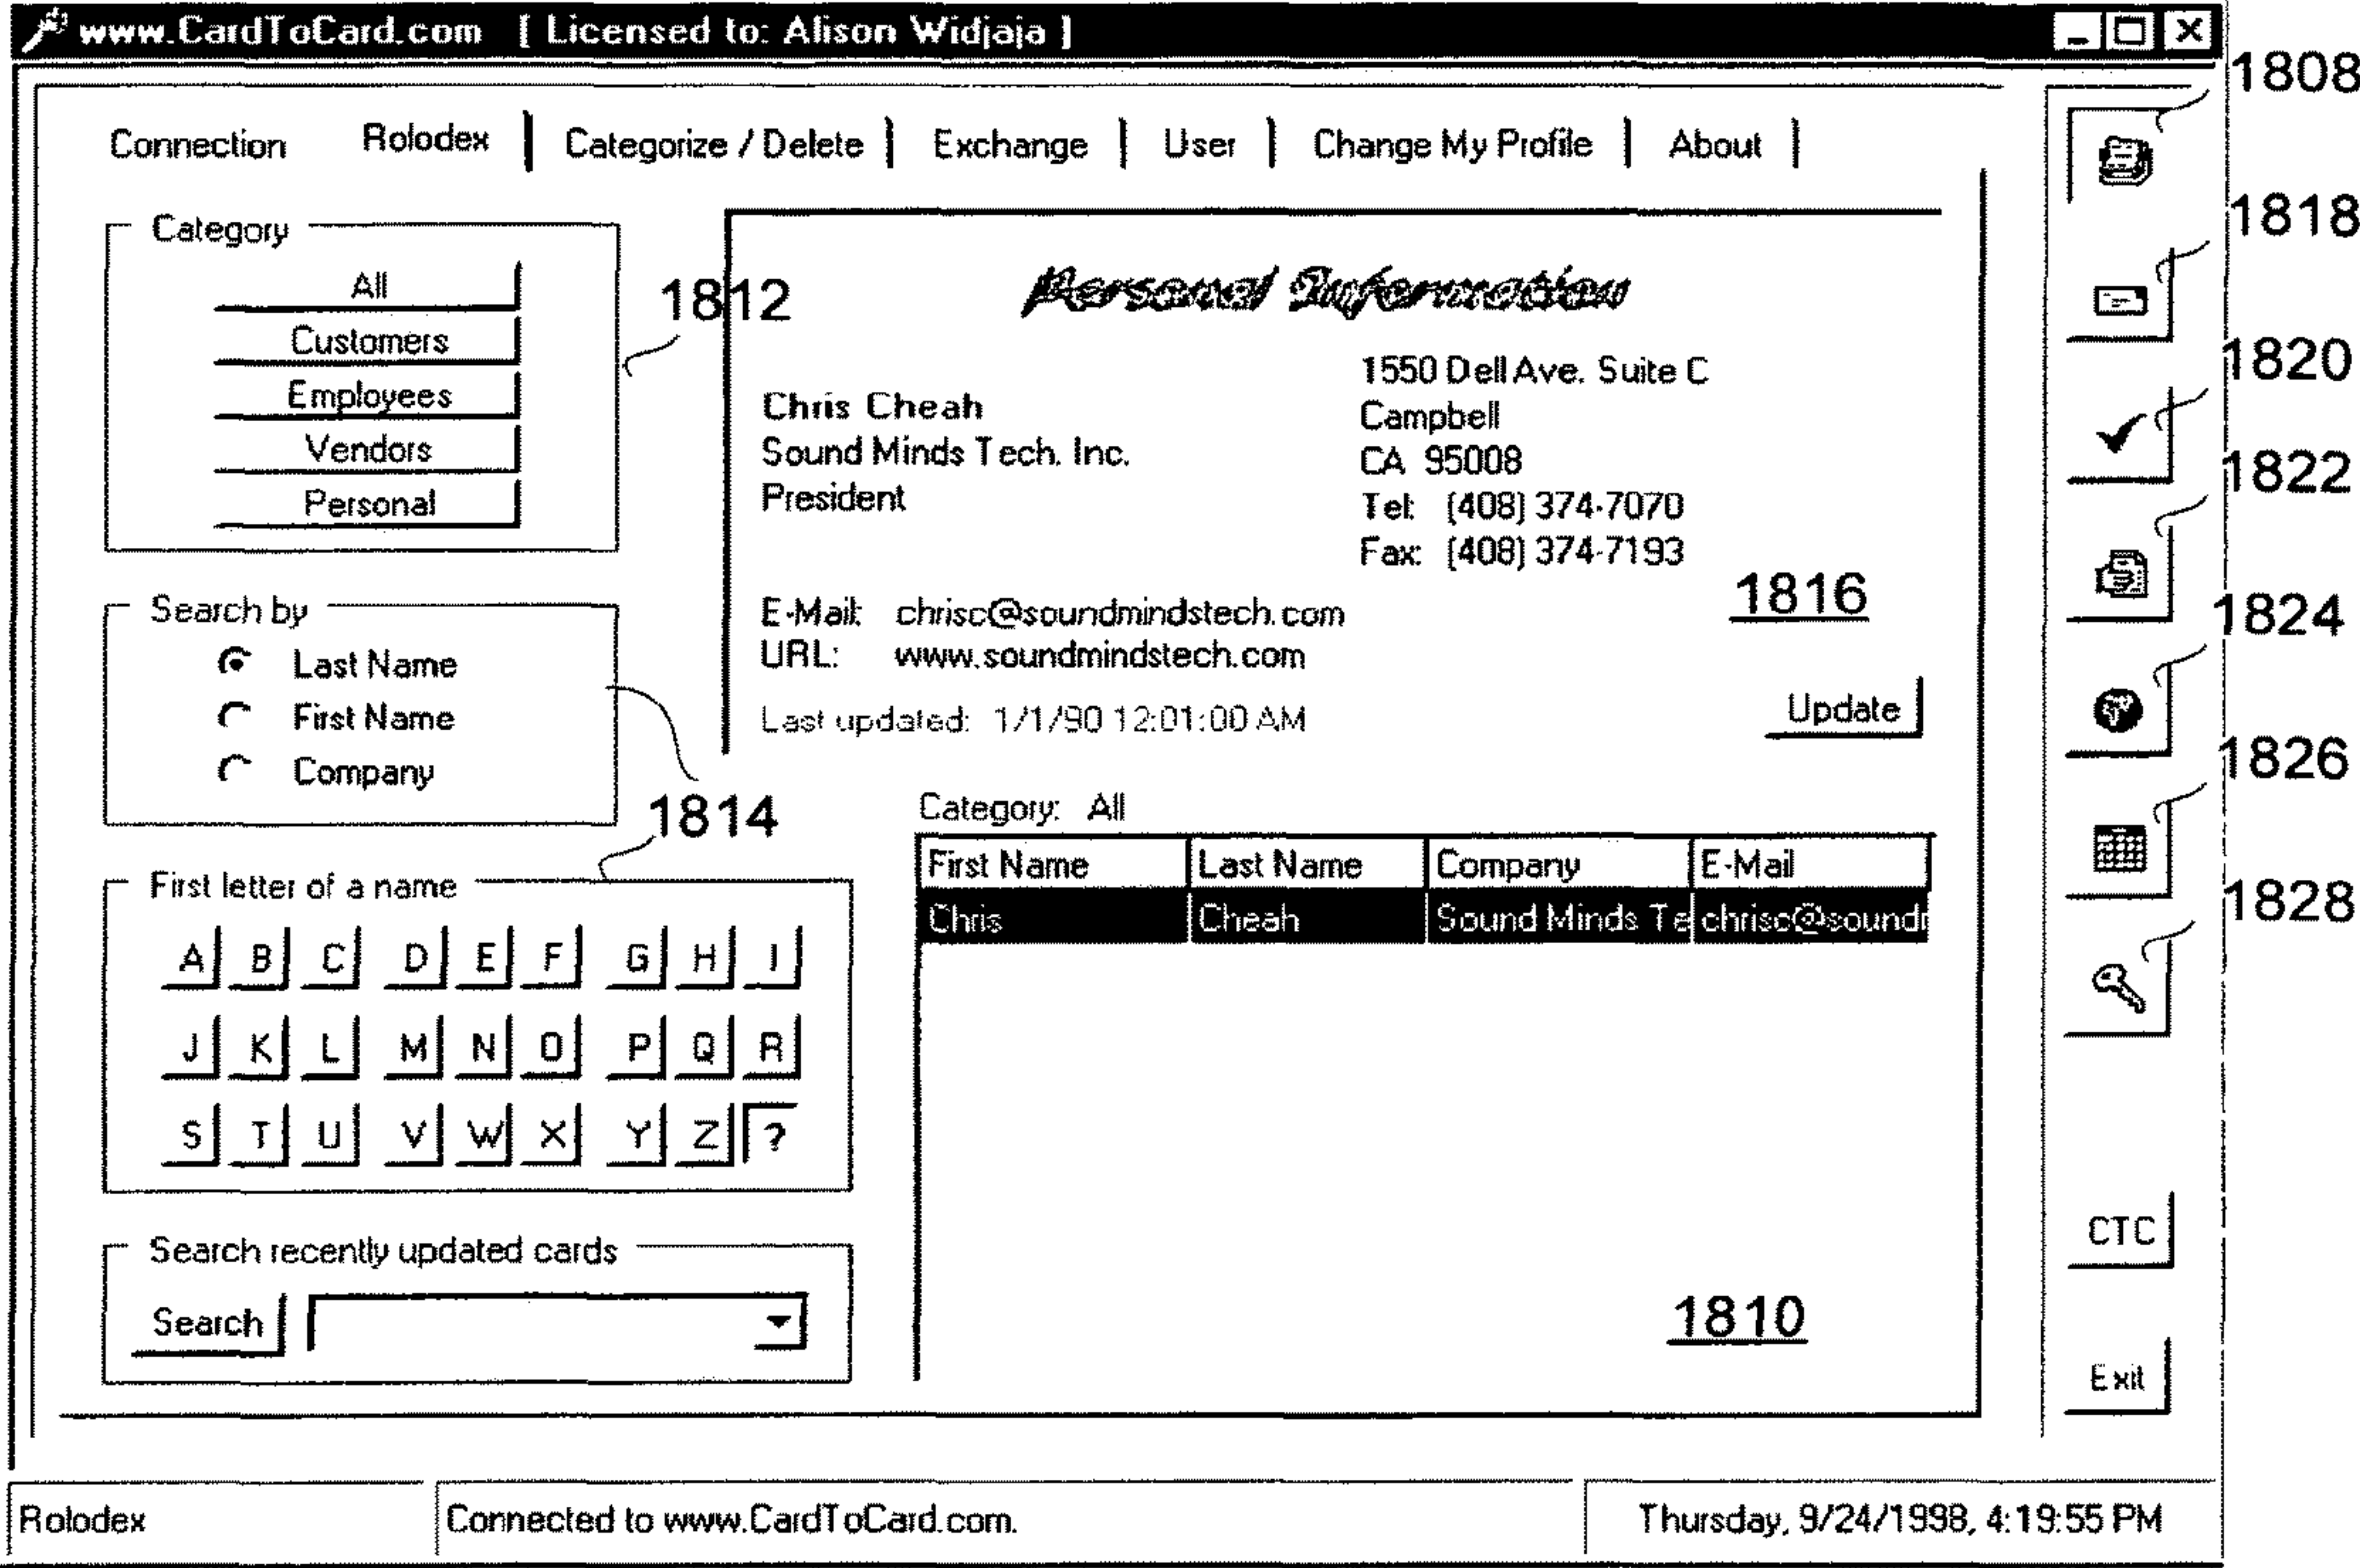 www.CardToCard.com [ Licensed to: Alison Widjaja ]
1808
Connection Rolodex Categorize / Delete Exchange User Change My Profile About
1818
Category
All
Customers
Employees
Vendors
Personal
1812
Personal Information
1820
Chris Cheah
Sound Minds Tech. Inc.
President
1550 Dell Ave. Suite C
Campbell
CA 95008
Tel: (408) 374-7070
Fax: (408) 374-7193
1822
1816
E-Mail: chrisc@soundmindstech.com
URL: www.soundmindstech.com
Last updated: 1/1/90 12:01:00 AM
Update
1824
Search by
Last Name
First Name
Company
1814
1826
Category: All
First Name Last Name Company E-Mail
Chris Cheah Sound Minds Te chrisc@soundr
1828
First letter of a name
A B C D E F G H I
J K L M N O P Q R
S T U V W X Y Z ?
Search recently updated cards
Search
1810
CTC
Exit
Rolodex Connected to www.CardToCard.com. Thursday, 9/24/1998, 4:19:55 PM